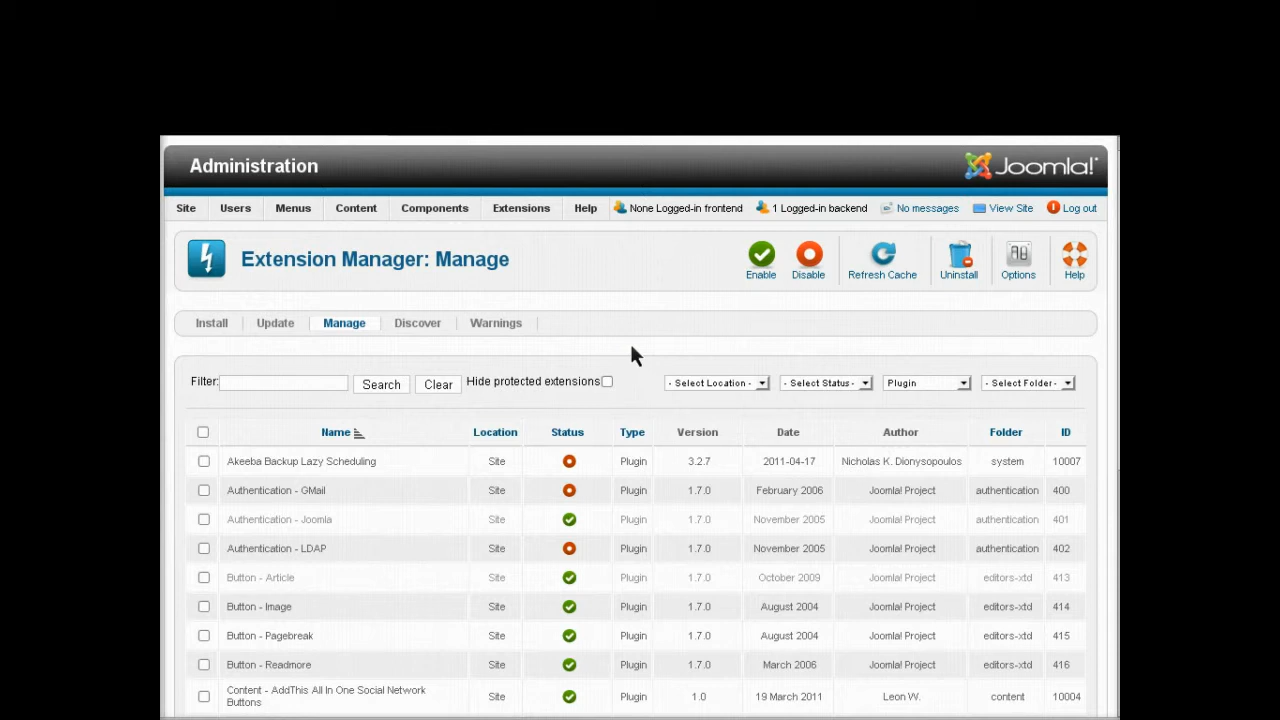 Administration
Joomla!
Site Users Menus Content Components Extensions Help None Logged-in frontend 1 Logged-in backend No messages View Site Log out
Extension Manager: Manage
Enable Disable Refresh Cache Uninstall Options Help
Install Update Manage Discover Warnings
Filter: Search Clear Hide protected extensions - Select Location - - Select Status - Plugin - Select Folder -
Name Location Status Type Version Date Author Folder ID
Akeeba Backup Lazy Scheduling Site Plugin 3.2.7 2011-04-17 Nicholas K. Dionysopoulos system 10007
Authentication - GMail Site Plugin 1.7.0 February 2006 Joomla! Project authentication 400
Authentication - Joomla Site Plugin 1.7.0 November 2005 Joomla! Project authentication 401
Authentication - LDAP Site Plugin 1.7.0 November 2005 Joomla! Project authentication 402
Button - Article Site Plugin 1.7.0 October 2009 Joomla! Project editors-xtd 413
Button - Image Site Plugin 1.7.0 August 2004 Joomla! Project editors-xtd 414
Button - Pagebreak Site Plugin 1.7.0 August 2004 Joomla! Project editors-xtd 415
Button - Readmore Site Plugin 1.7.0 March 2006 Joomla! Project editors-xtd 416
Content - AddThis All In One Social Network
Buttons Site Plugin 1.0 19 March 2011 Leon W. content 10004